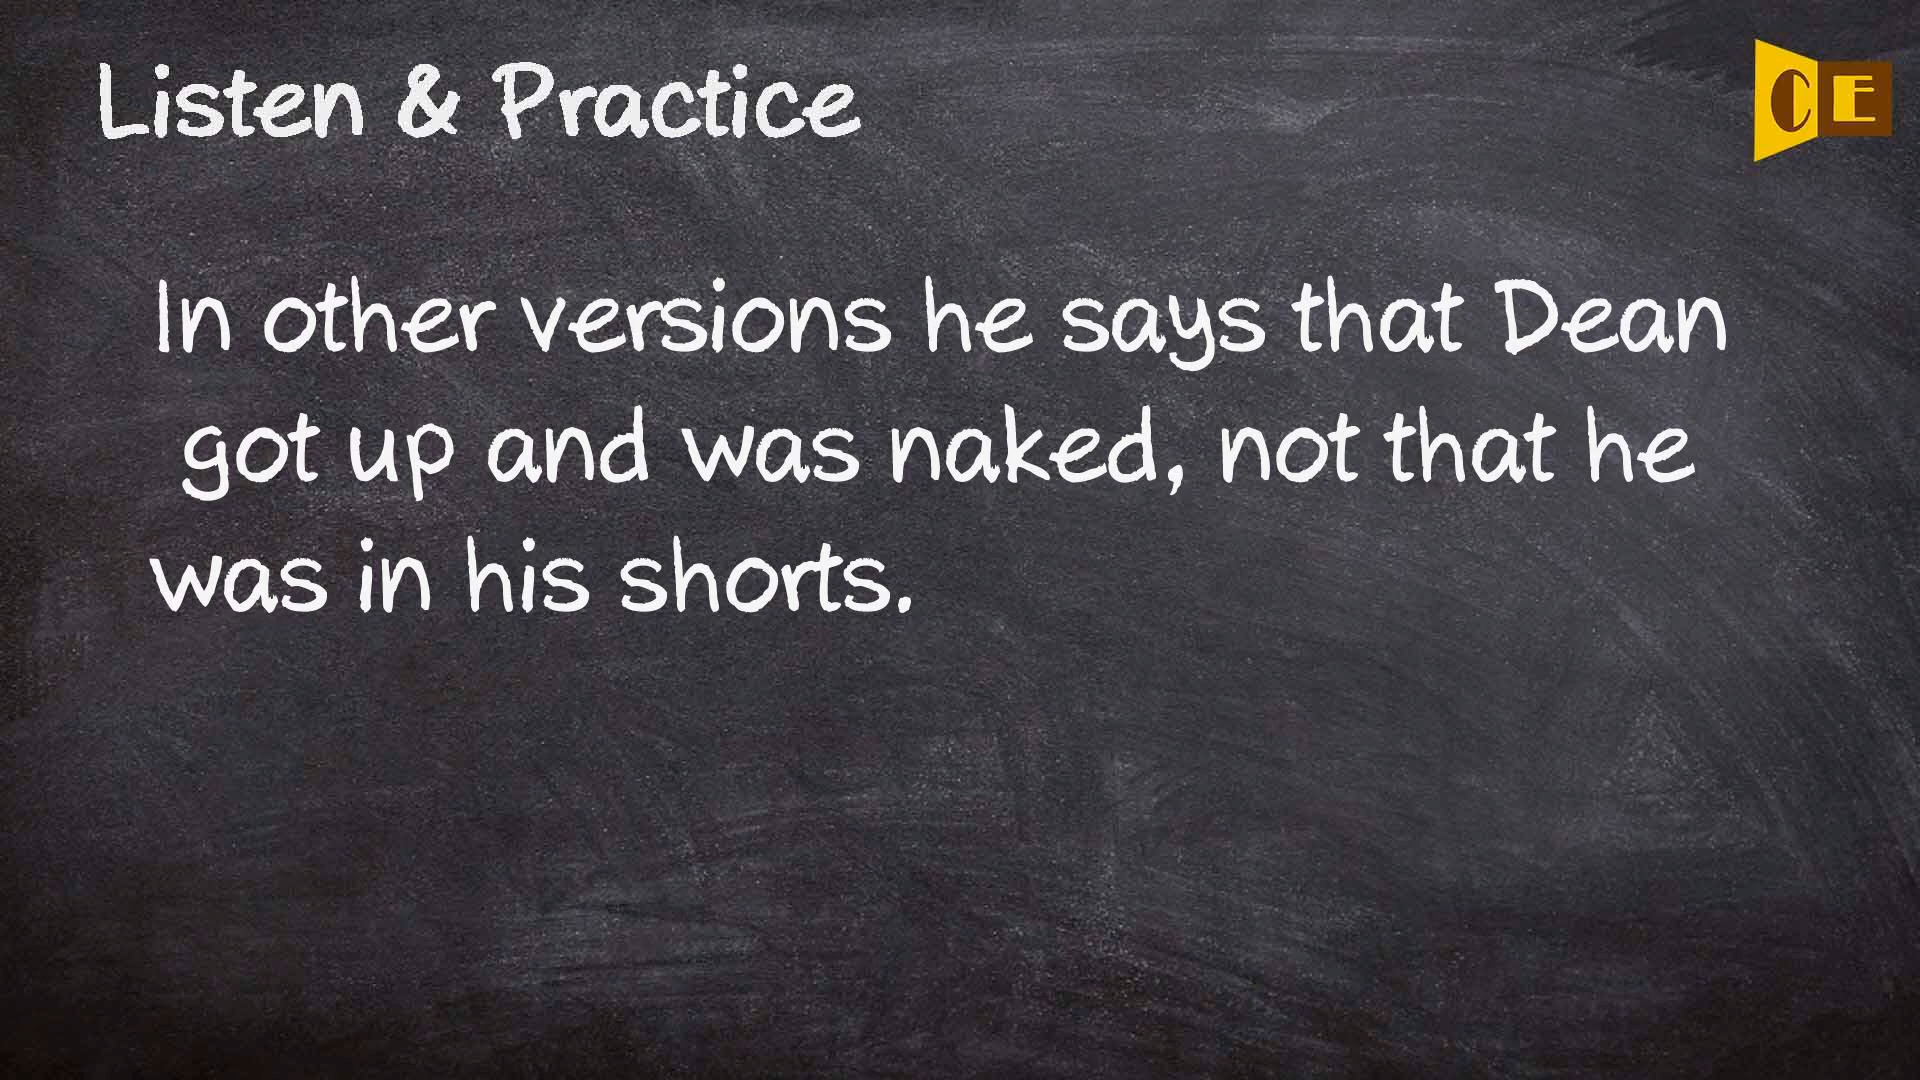 Listen & Practice
CE
In other versions he says that Dean
got up and was naked, not that he
was in his shorts.